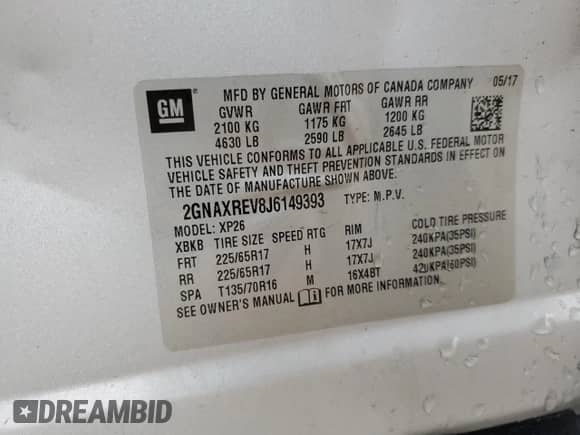 GM
MFD BY GENERAL MOTORS OF CANADA COMPANY 05/17
GVWR GAWR FRT GAWR RR
2100 KG 1175 KG 1200 KG
4630 LB 2590 LB 2645 LB
THIS VEHICLE CONFORMS TO ALL APPLICABLE U.S. FEDERAL MOTOR
VEHICLE SAFETY AND THEFT PREVENTION STANDARDS IN EFFECT ON
THE DATE OF MANUFACTURE SHOWN ABOVE.
2GNAXREV8J6149393 TYPE: M.P.V.
MODEL: XP26
XBKB TIRE SIZE SPEED RTG RIM COLD TIRE PRESSURE
FRT 225/65R17 H 17X7J 240KPA(35PSI)
RR 225/65R17 H 17X7J 240KPA(35PSI)
SPA T135/70R16 M 16X4BT 420KPA(60PSI)
SEE OWNER'S MANUAL FOR MORE INFORMATION.
DREAMBID